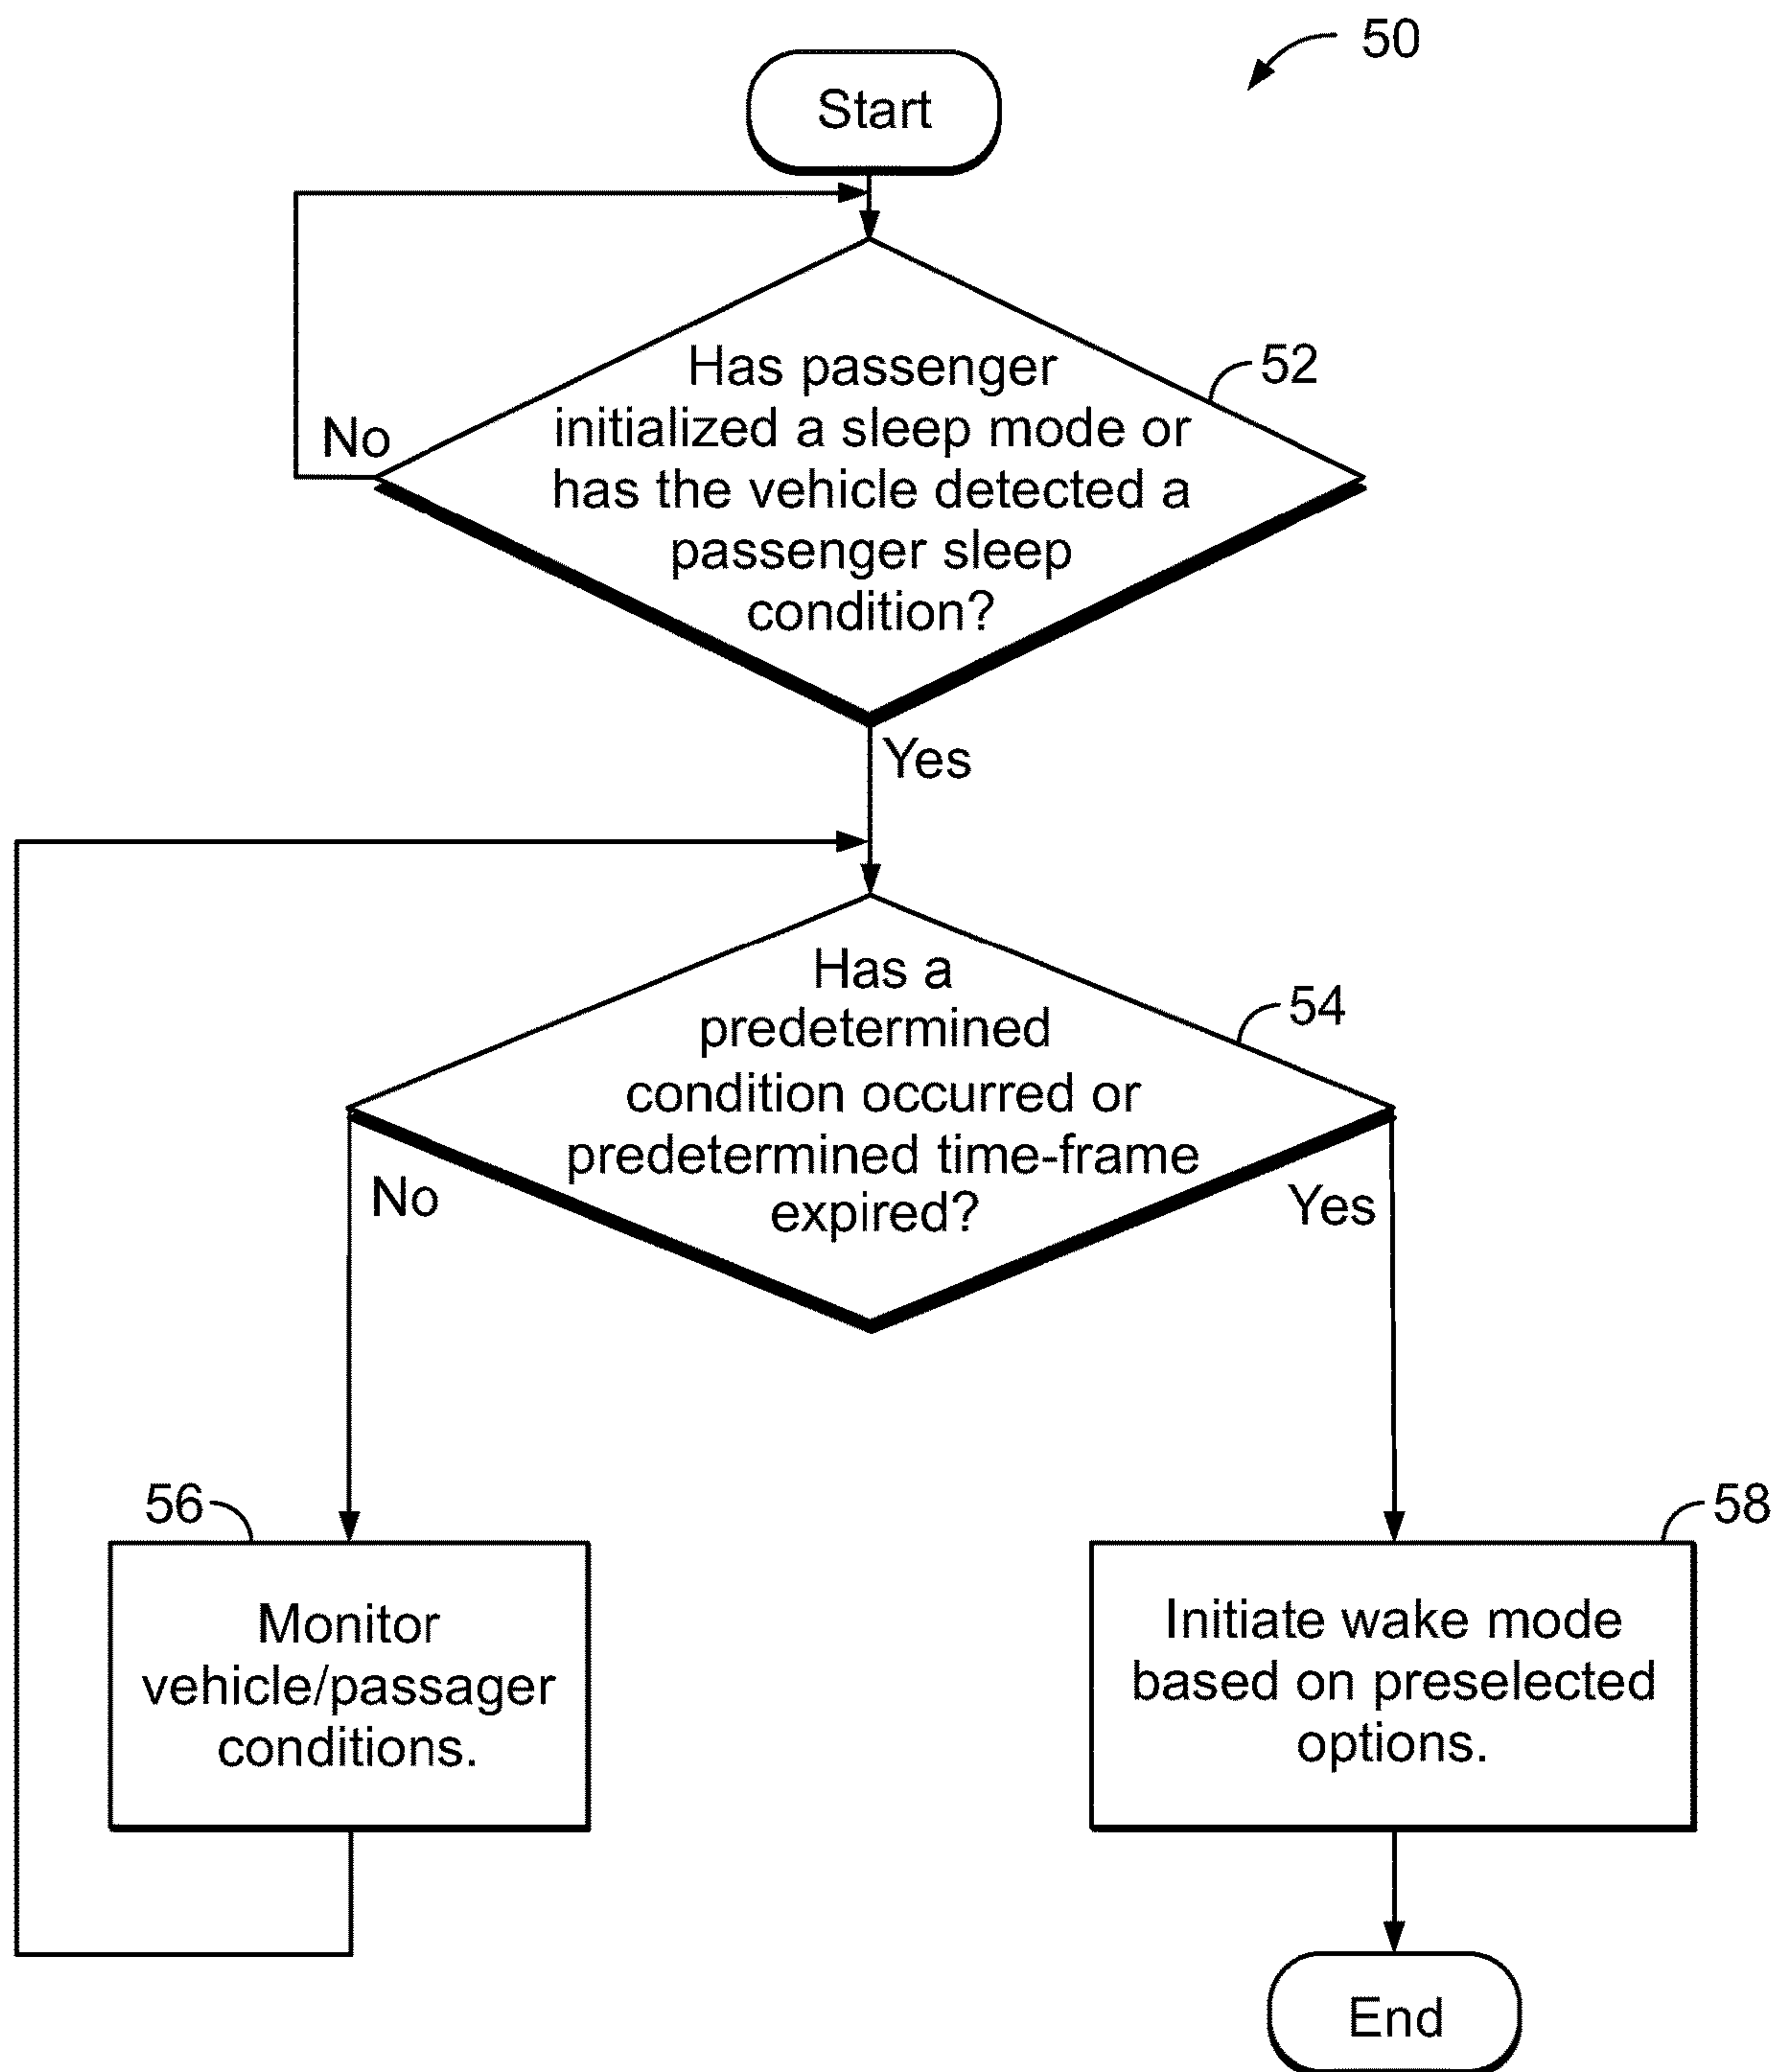 50
Start
Has passenger
initialized a sleep mode or
has the vehicle detected a
passenger sleep
condition?
52
No
Yes
Has a
predetermined
condition occurred or
predetermined time-frame
expired?
54
No
Yes
56
Monitor
vehicle/passager
conditions.
58
Initiate wake mode
based on preselected
options.
End